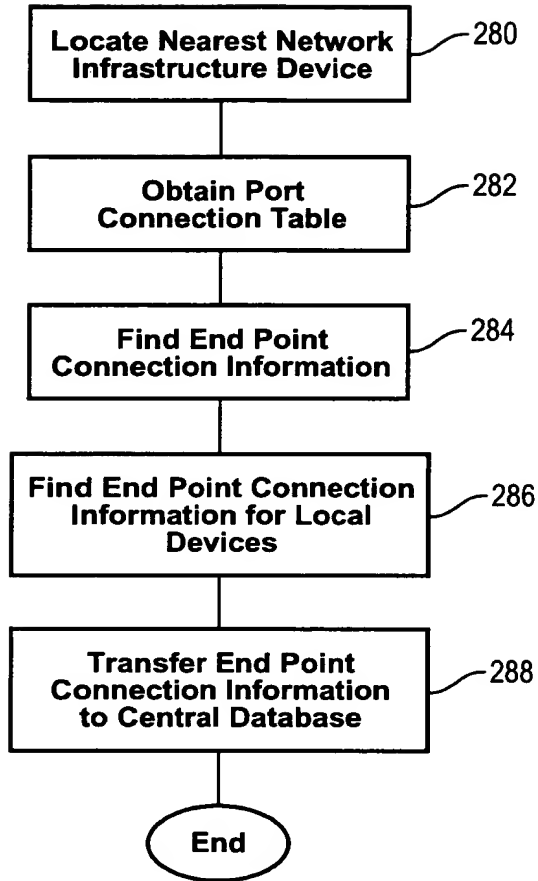 Locate Nearest Network
Infrastructure Device
280
Obtain Port
Connection Table
282
Find End Point
Connection Information
284
Find End Point Connection
Information for Local
Devices
286
Transfer End Point
Connection Information
to Central Database
288
End